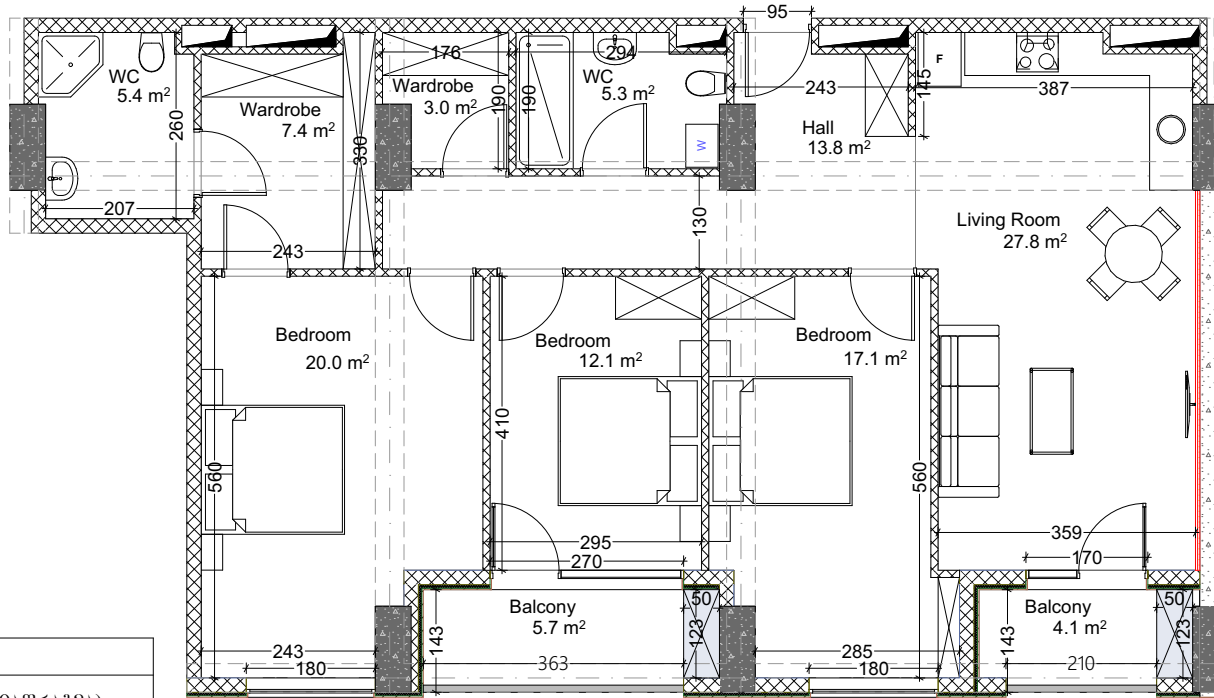 95
176
294
WC
5.4 m²
Wardrobe
7.4 m²
Wardrobe
3.0 m²
WC
5.3 m²
F
W
243
387
145
190
190
260
330
Hall
13.8 m²
207
243
130
Living Room
27.8 m²
Bedroom
20.0 m²
Bedroom
12.1 m²
Bedroom
17.1 m²
560
410
560
295
270
359
170
Balcony
5.7 m²
50
123
143
Balcony
4.1 m²
50
123
143
243
180
363
285
180
210